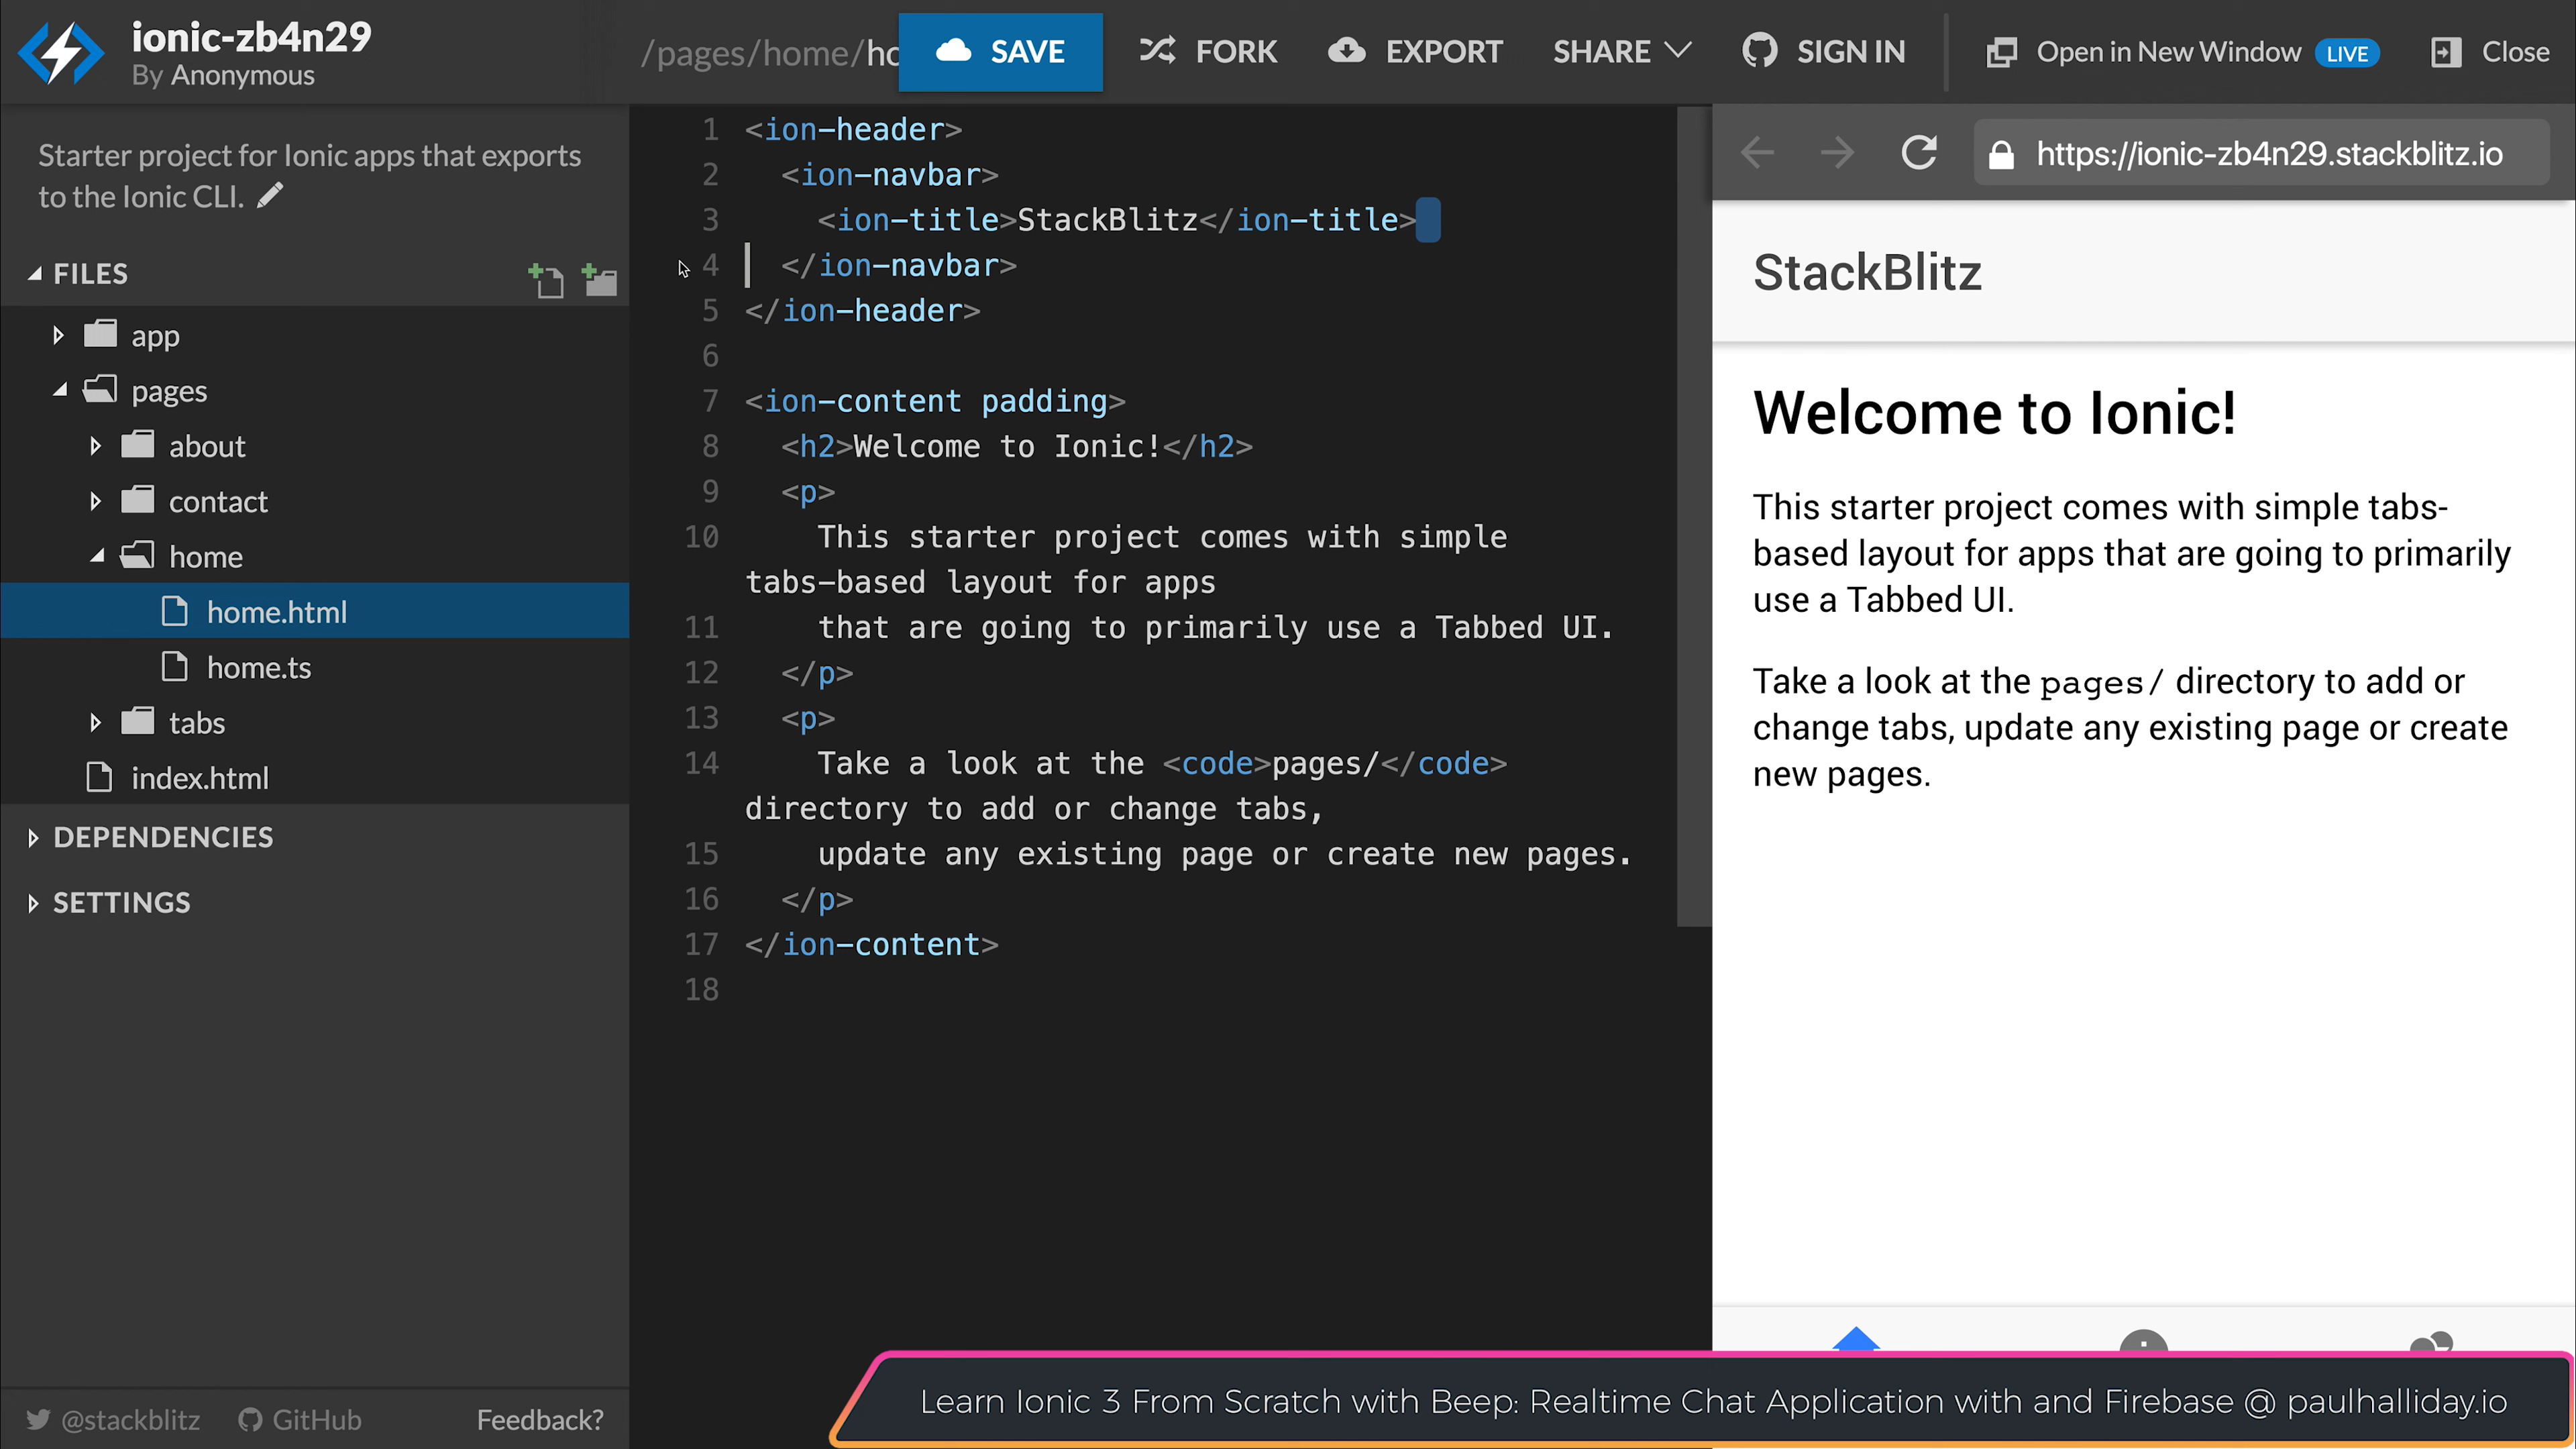 ionic-zb4n29
By Anonymous
/pages/home/ho
SAVE
FORK
EXPORT
SHARE
SIGN IN
Open in New Window LIVE
Close
Starter project for Ionic apps that exports
to the Ionic CLI.
FILES
app
pages
about
contact
home
home.html
home.ts
tabs
index.html
DEPENDENCIES
SETTINGS
@stackblitz
GitHub
Feedback?
1 <ion-header>
2 <ion-navbar>
3 <ion-title>StackBlitz</ion-title>
4 </ion-navbar>
5 </ion-header>
6
7 <ion-content padding>
8 <h2>Welcome to Ionic!</h2>
9 <p>
10 This starter project comes with simple
tabs-based layout for apps
11 that are going to primarily use a Tabbed UI.
12 </p>
13 <p>
14 Take a look at the <code>pages/</code>
directory to add or change tabs,
15 update any existing page or create new pages.
16 </p>
17 </ion-content>
18
https://ionic-zb4n29.stackblitz.io
StackBlitz
Welcome to Ionic!
This starter project comes with simple tabs-
based layout for apps that are going to primarily
use a Tabbed UI.
Take a look at the pages/ directory to add or
change tabs, update any existing page or create
new pages.
Learn Ionic 3 From Scratch with Beep: Realtime Chat Application with and Firebase @ paulhalliday.io